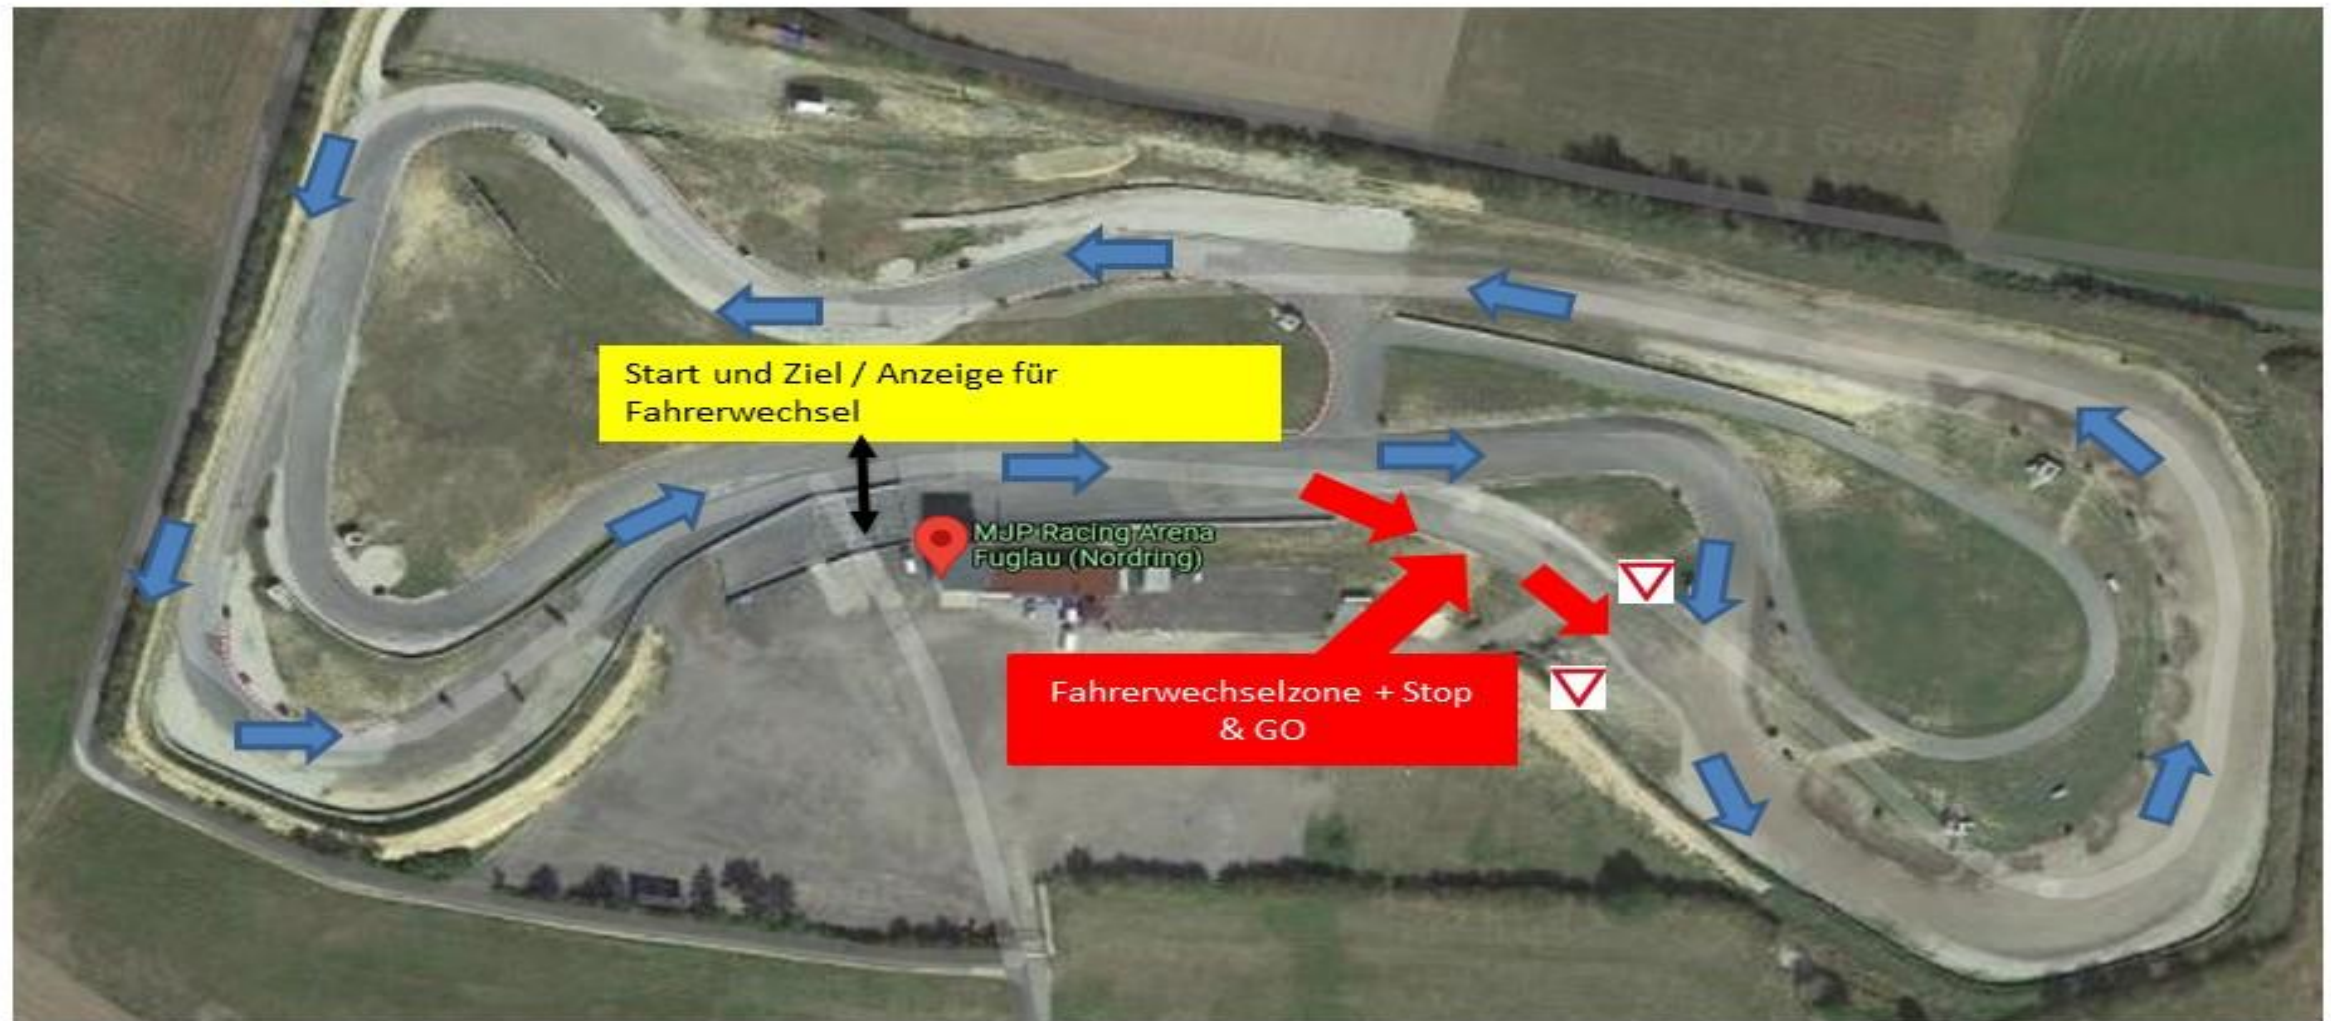 Start und Ziel / Anzeige für
Fahrerwechsel
MJP Racing Arena
Fuglau (Nordring)
Fahrerwechselzone + Stop
& GO